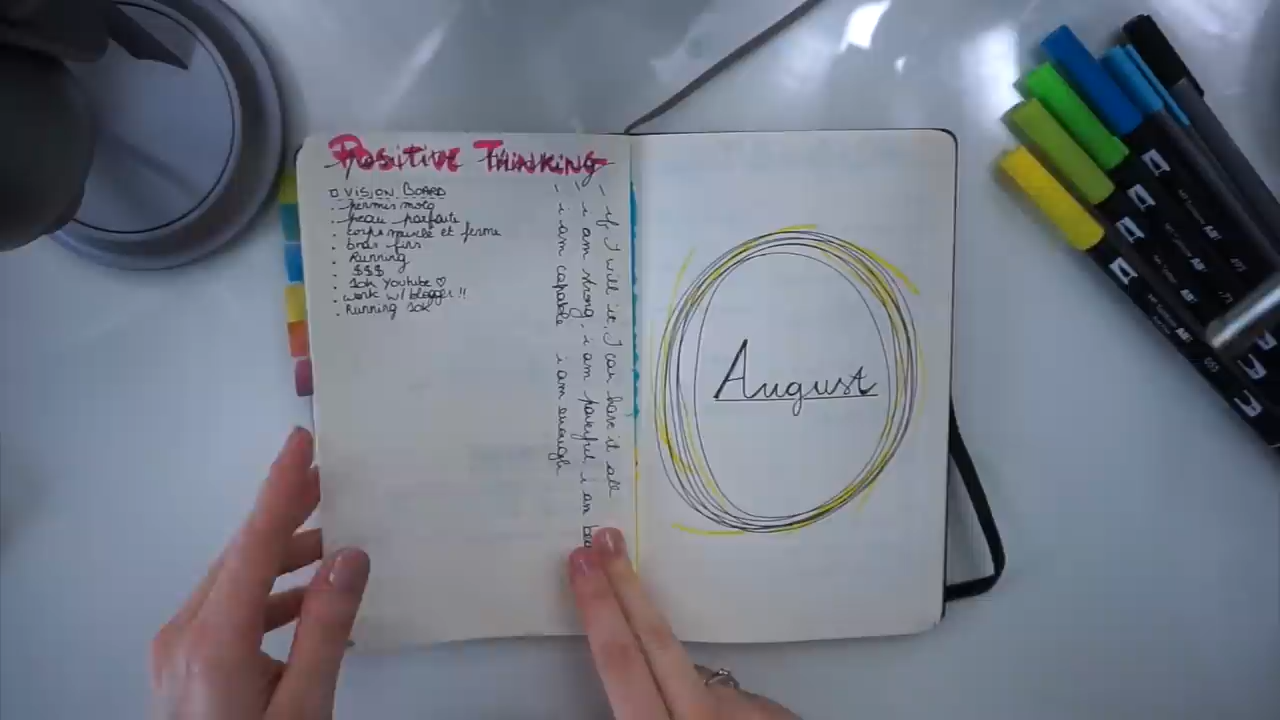 Positive Thinking
□ VISION BOARD
. permis moto
. peau parfaite
. corps musclé et ferme
. bras fins
. Running
. $$$
. 10k Youtube ♡
. work w/ blogger !!
. Running 10k
- if I will it, I can have it all
- i am strong, i am powerful, i am
- i am capable i am enough
August